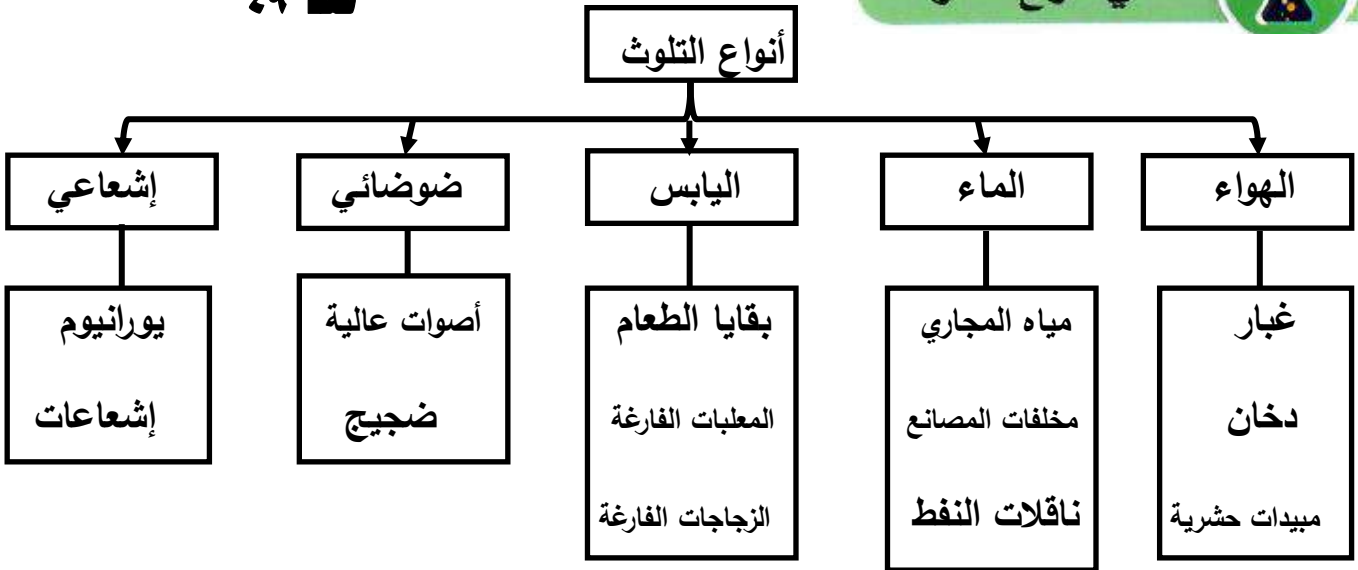 أنواع التلوث
الهواء
الماء
اليابس
ضوضائي
إشعاعي
غبار
دخان
مبيدات حشرية
مياه المجاري
مخلفات المصانع
ناقلات النفط
بقايا الطعام
المعلبات الفارغة
الزجاجات الفارغة
أصوات عالية
ضجيج
يورانيوم
إشعاعات